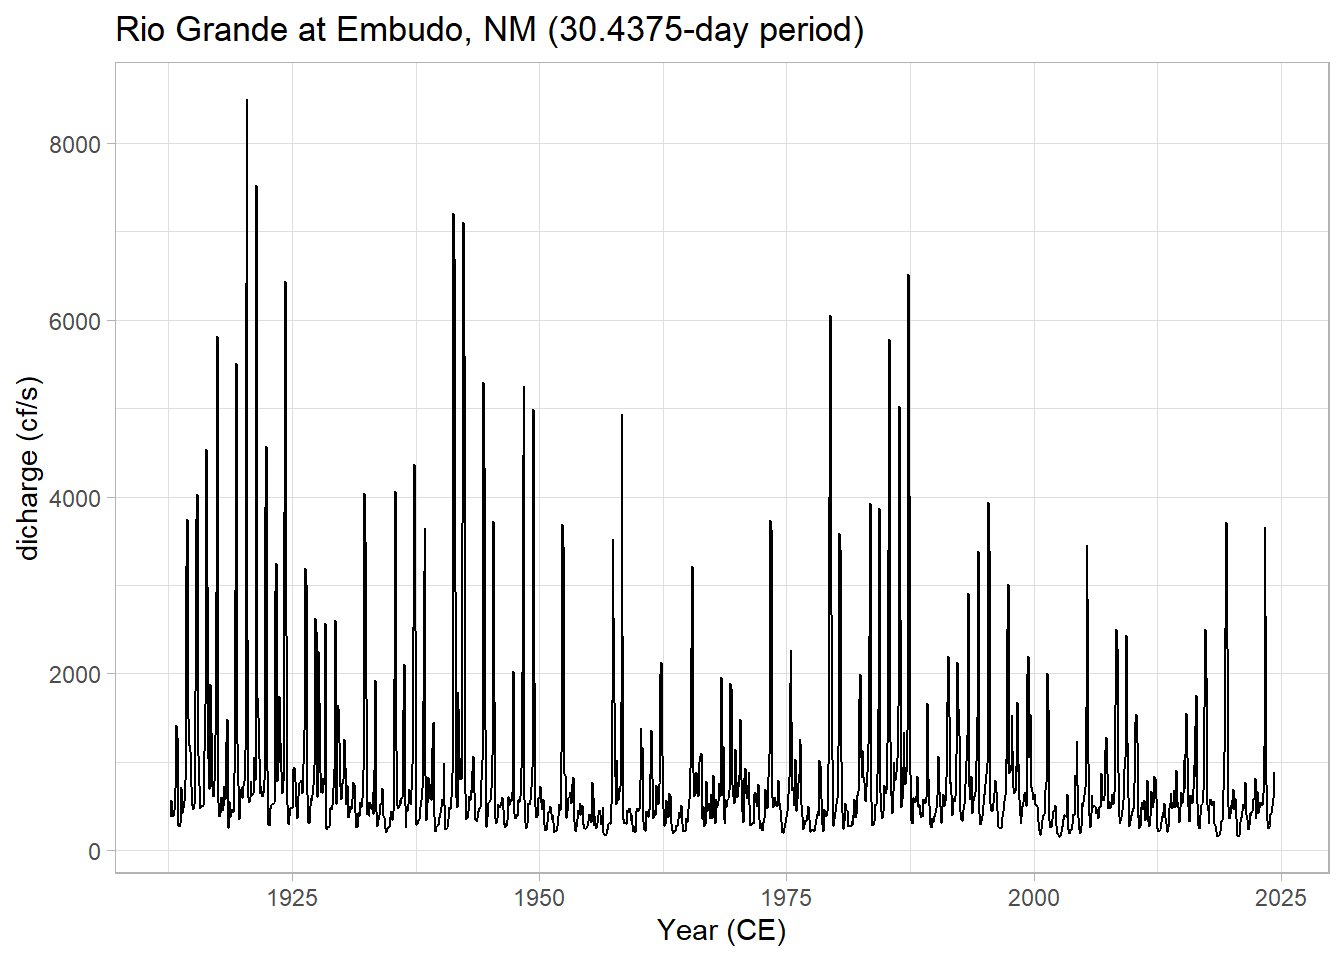 Rio Grande at Embudo, NM (30.4375-day period)
8000
6000
4000
2000
0
dicharge (cf/s)
1925 1950 1975 2000 2025
Year (CE)